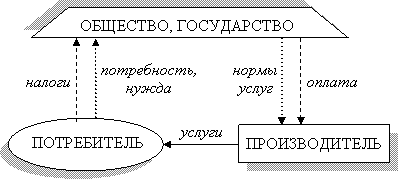 ОБЩЕСТВО, ГОСУДАРСТВО
налоги
потребность,
нужда
нормы
услуг
оплата
ПОТРЕБИТЕЛЬ
услуги
ПРОИЗВОДИТЕЛЬ